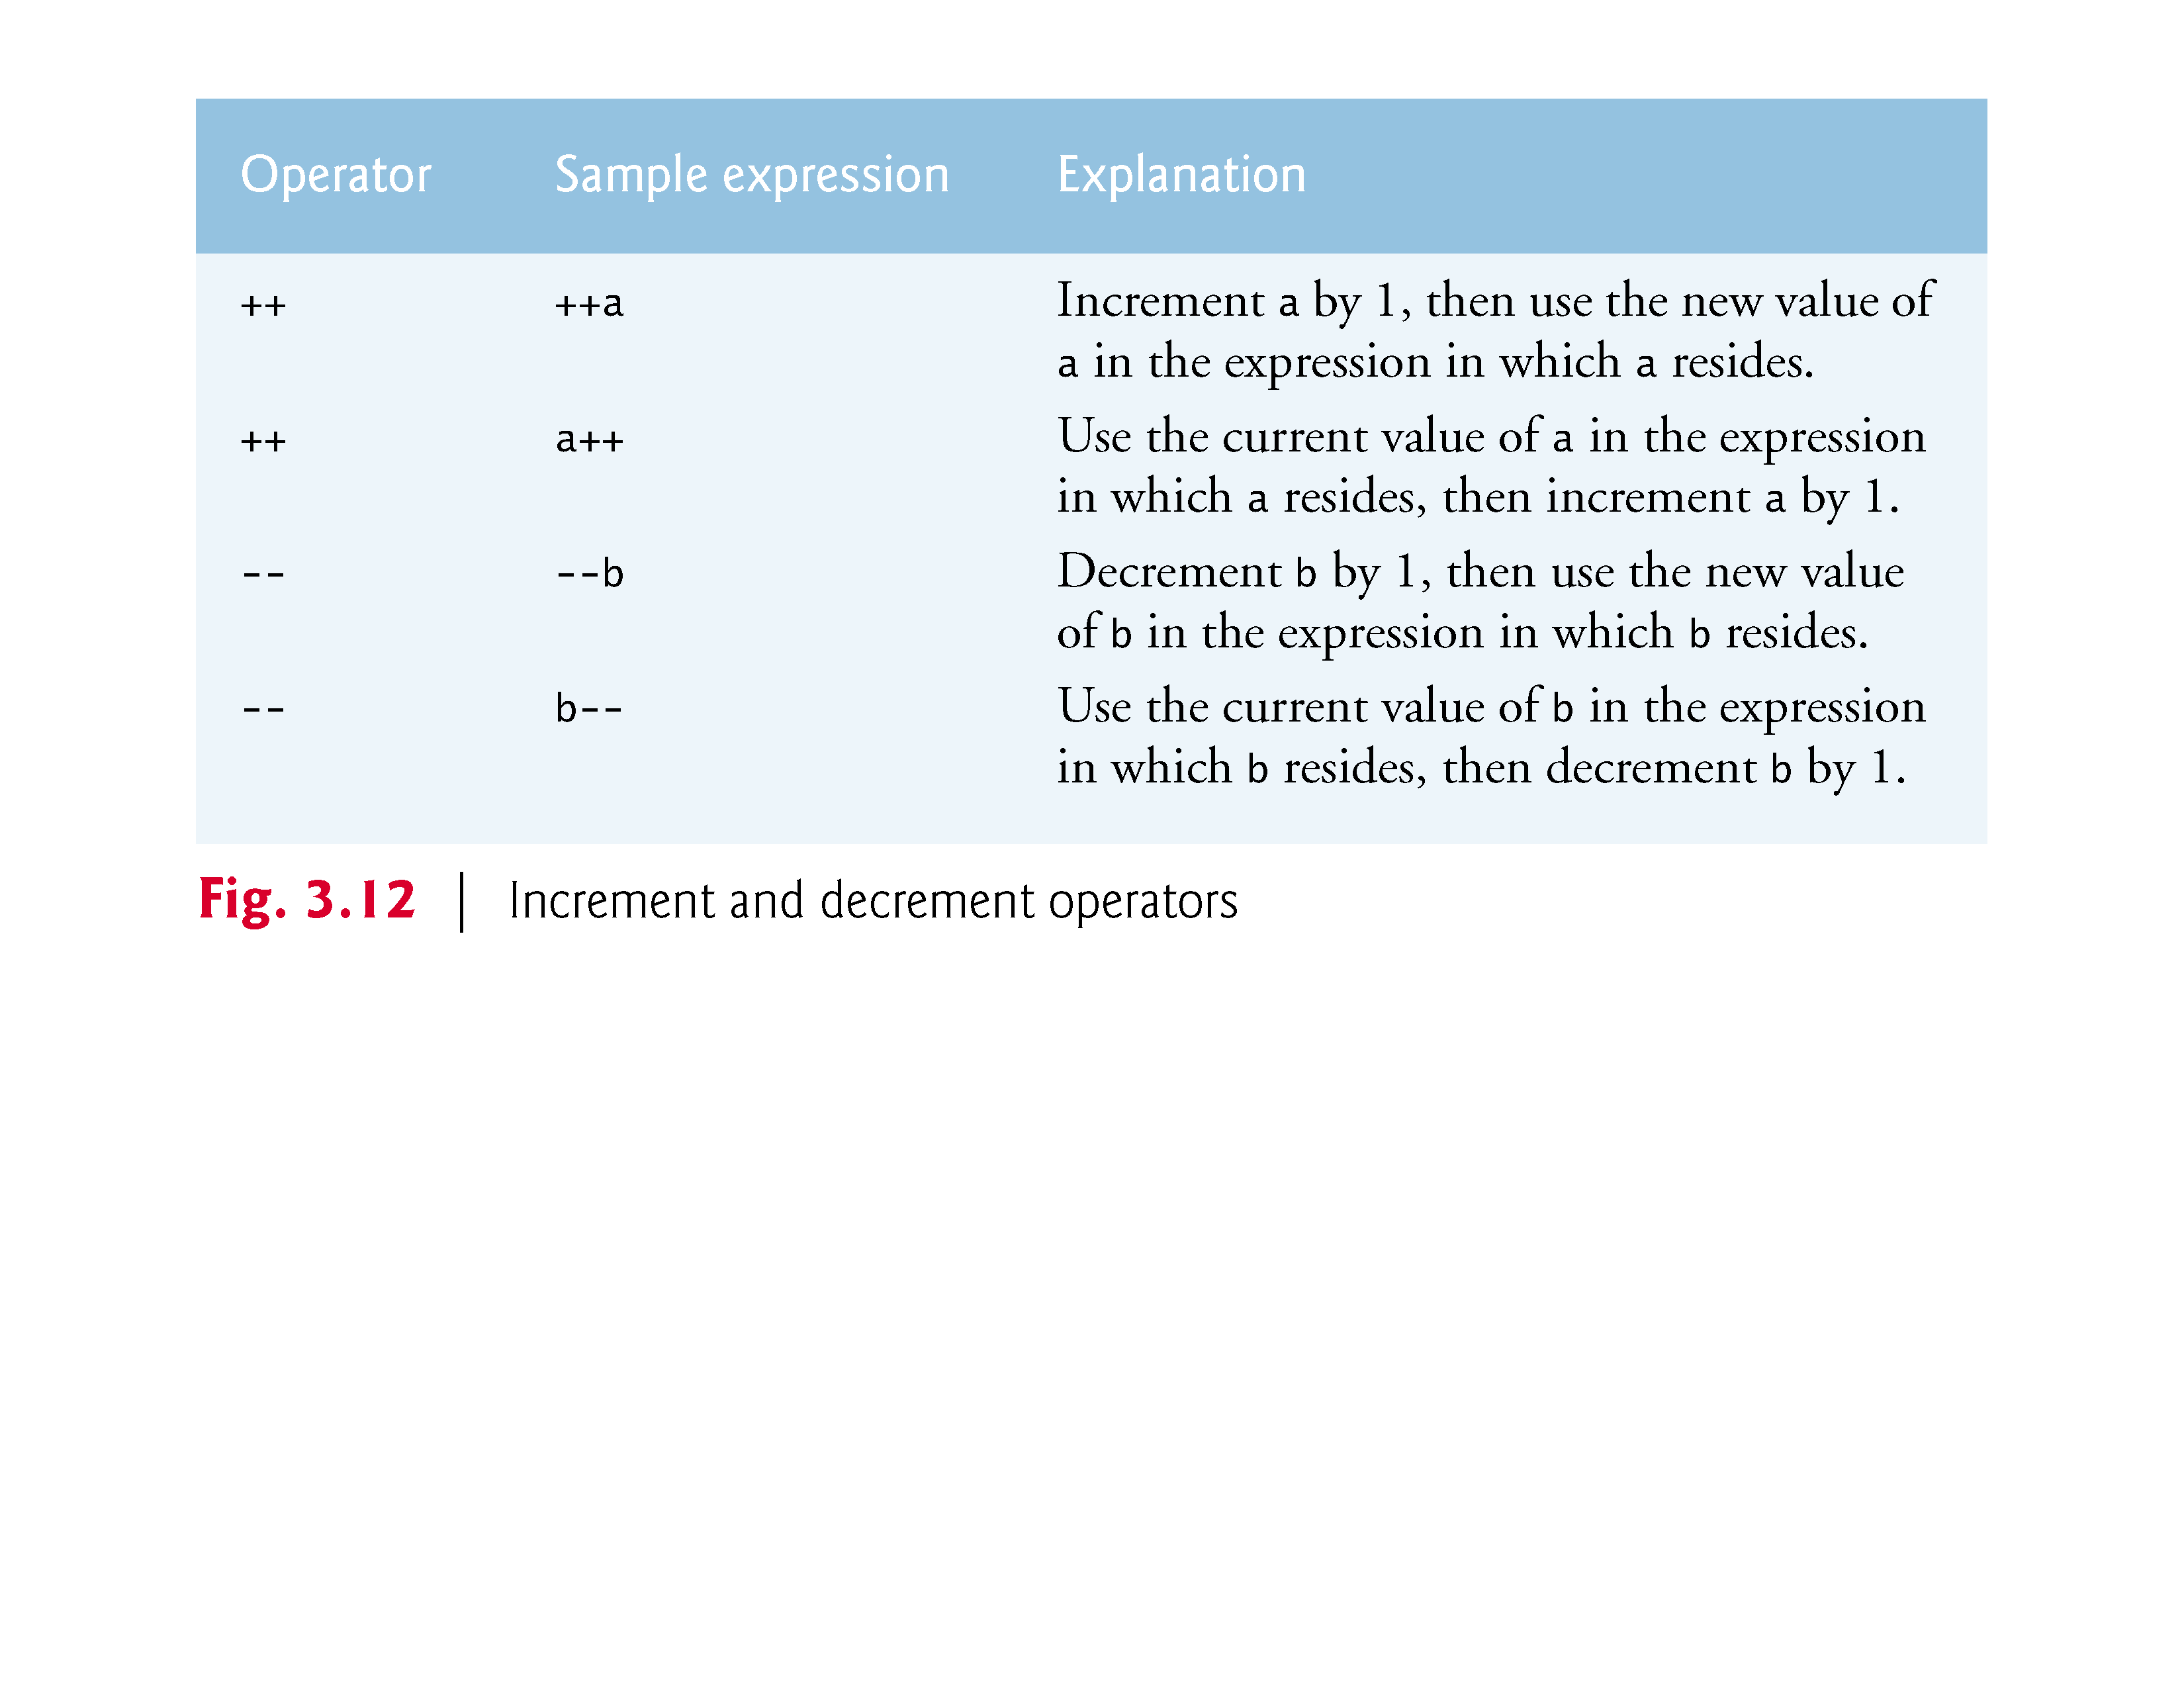 Operator Sample expression Explanation
++ ++a Increment a by 1, then use the new value of
a in the expression in which a resides.
++ a++ Use the current value of a in the expression
in which a resides, then increment a by 1.
-- --b Decrement b by 1, then use the new value
of b in the expression in which b resides.
-- b-- Use the current value of b in the expression
in which b resides, then decrement b by 1.
Fig. 3.12 | Increment and decrement operators